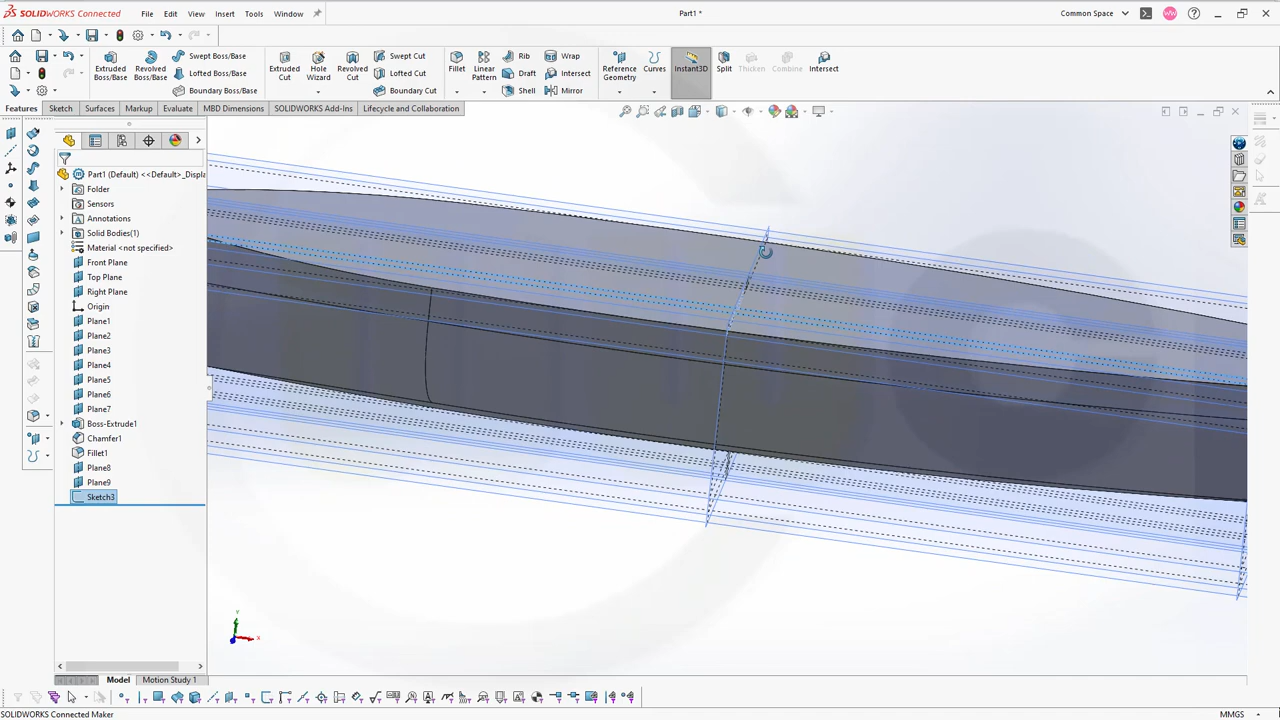 SOLIDWORKS Connected
File
Edit
View
Insert
Tools
Window
Part1 *
Common Space
WW
Extruded Boss/Base
Revolved Boss/Base
Swept Boss/Base
Lofted Boss/Base
Boundary Boss/Base
Extruded Cut
Hole Wizard
Revolved Cut
Swept Cut
Lofted Cut
Boundary Cut
Fillet
Linear Pattern
Rib
Draft
Shell
Wrap
Intersect
Mirror
Reference Geometry
Curves
Instant3D
Split
Thicken
Combine
Intersect
Features
Sketch
Surfaces
Markup
Evaluate
MBD Dimensions
SOLIDWORKS Add-Ins
Lifecycle and Collaboration
Part1 (Default) <<Default>_Displa
Folder
Sensors
Annotations
Solid Bodies(1)
Material <not specified>
Front Plane
Top Plane
Right Plane
Origin
Plane1
Plane2
Plane3
Plane4
Plane5
Plane6
Plane7
Boss-Extrude1
Chamfer1
Fillet1
Plane8
Plane9
Sketch3
Y
X
Model
Motion Study 1
SOLIDWORKS Connected Maker
MMGS